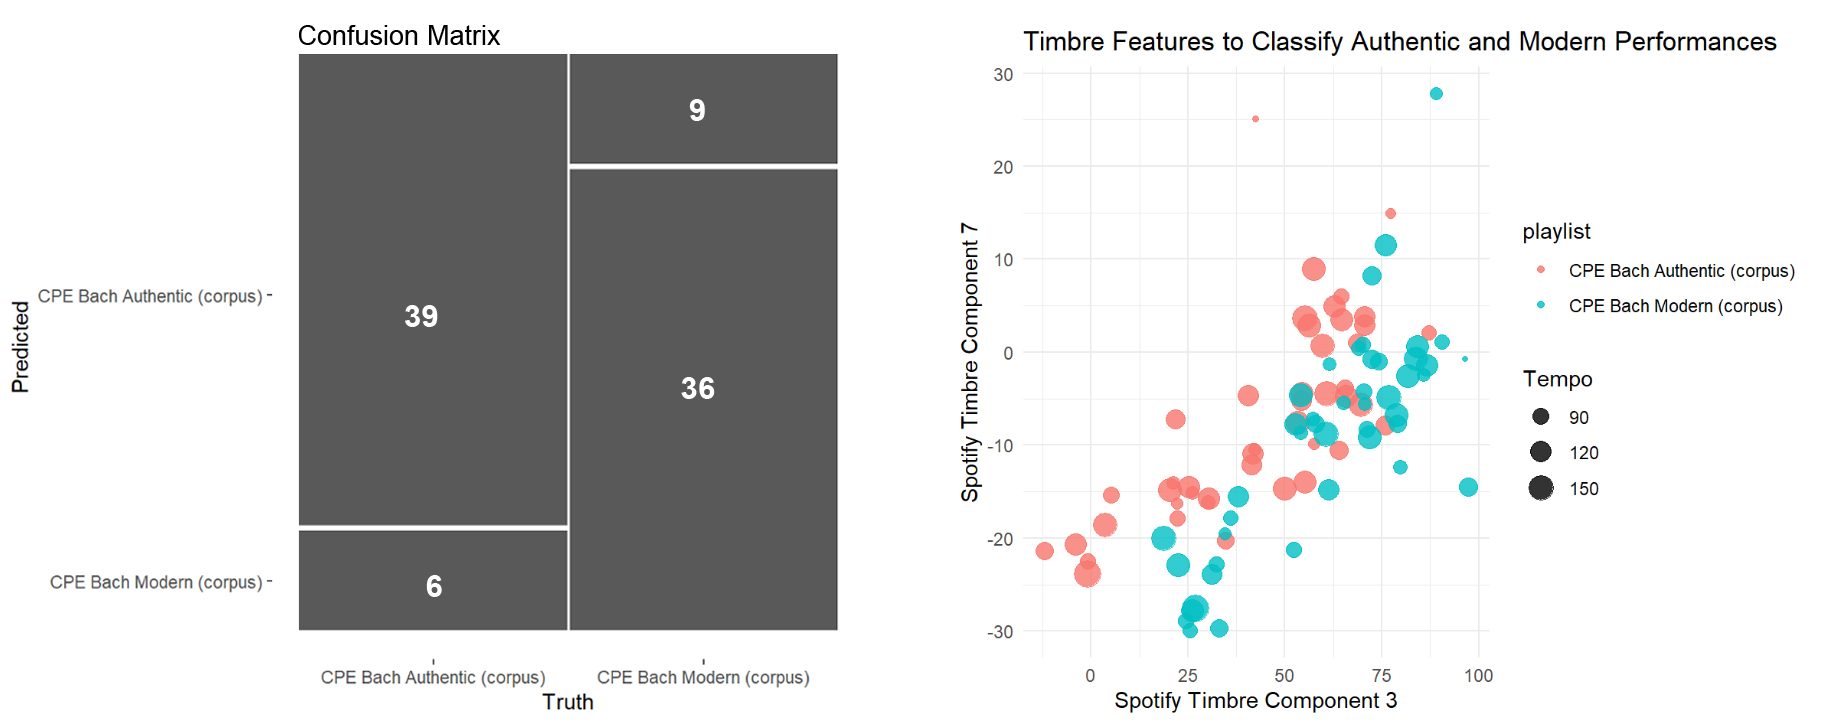 Confusion Matrix
9
39
36
6
Predicted
CPE Bach Authentic (corpus)
CPE Bach Modern (corpus)
CPE Bach Authentic (corpus)
CPE Bach Modern (corpus)
Truth
Timbre Features to Classify Authentic and Modern Performances
Spotify Timbre Component 7
30
20
10
0
-10
-20
-30
0
25
50
75
100
Spotify Timbre Component 3
playlist
CPE Bach Authentic (corpus)
CPE Bach Modern (corpus)
Tempo
90
120
150